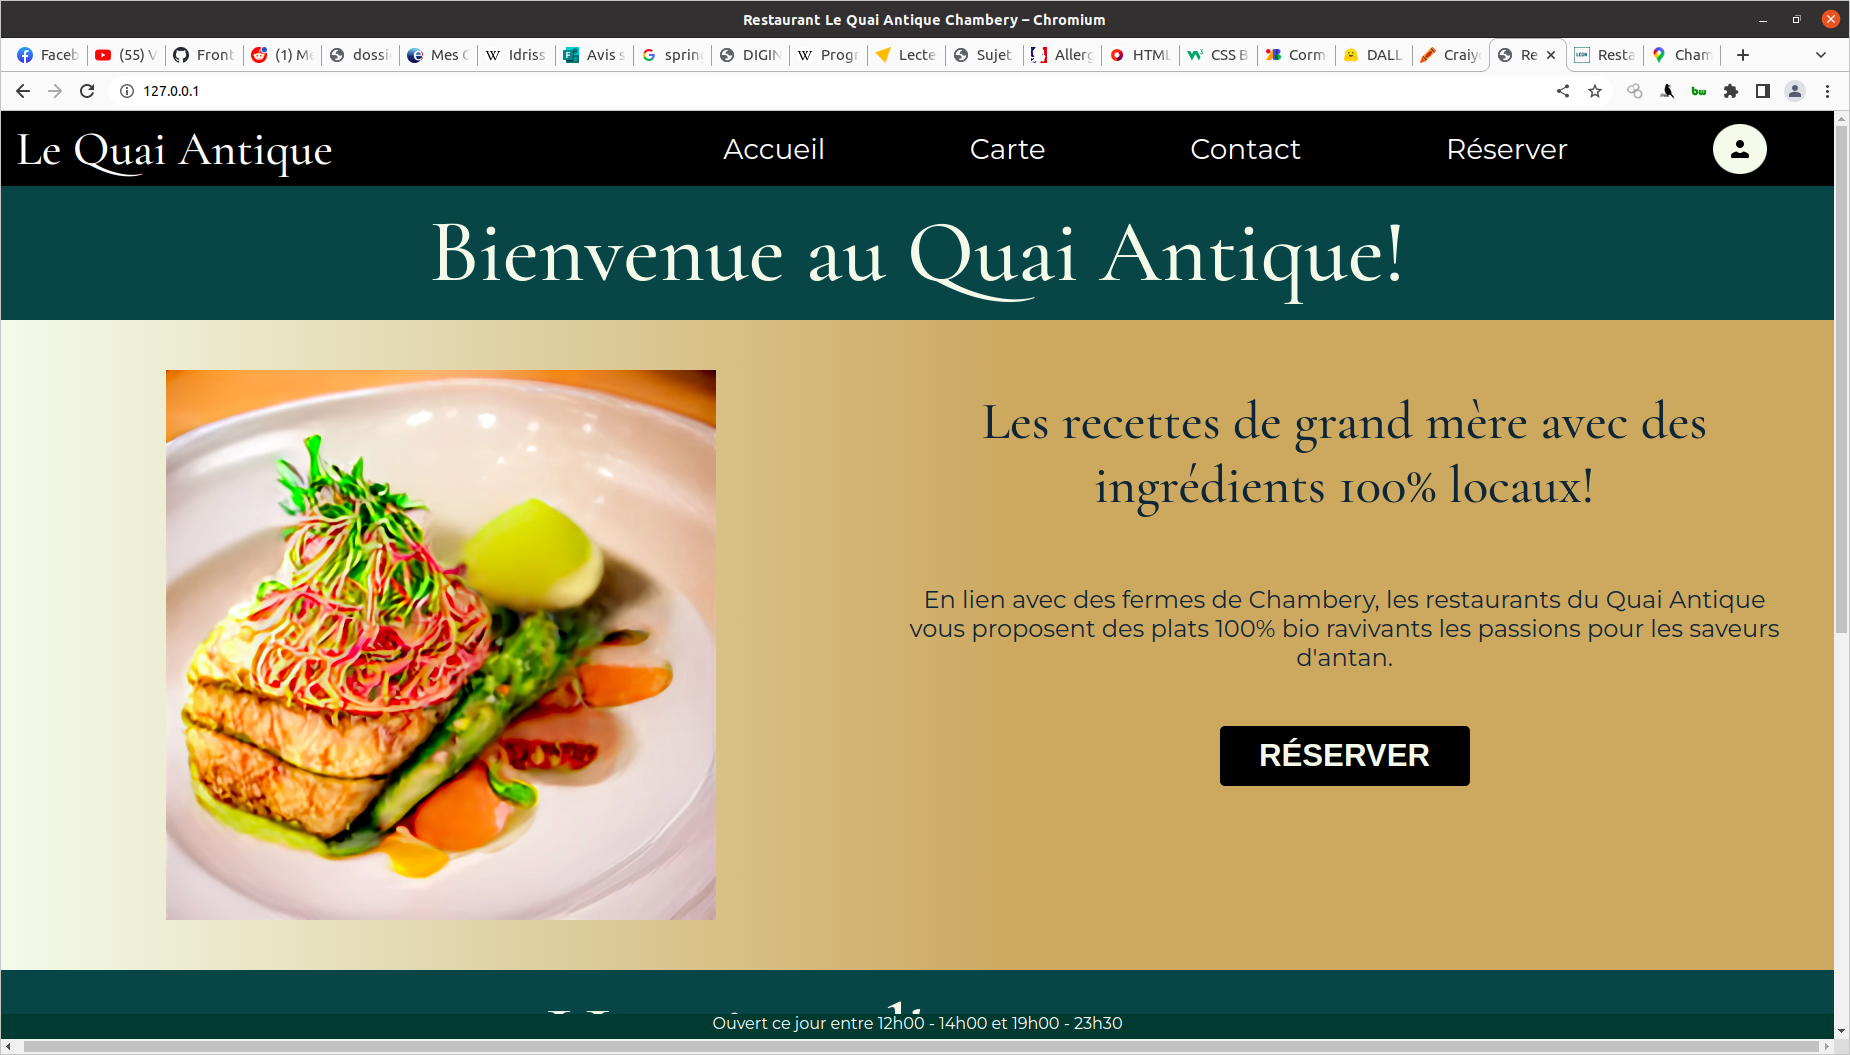 Restaurant Le Quai Antique Chambery – Chromium
Faceb
(55) V
Front
(1) Me
dossi
Mes C
Idriss
Avis s
spring
DIGIN
Progr
Lecte
Sujet
Allerg
HTML
CSS B
Corm
DALL
Craiy
Re
Resta
Cham
127.0.0.1
bw
Le Quai Antique
Accueil
Carte
Contact
Réserver
Bienvenue au Quai Antique!
Les recettes de grand mère avec des
ingrédients 100% locaux!
En lien avec des fermes de Chambery, les restaurants du Quai Antique
vous proposent des plats 100% bio ravivants les passions pour les saveurs
d'antan.
RÉSERVER
Ouvert ce jour entre 12h00 - 14h00 et 19h00 - 23h30